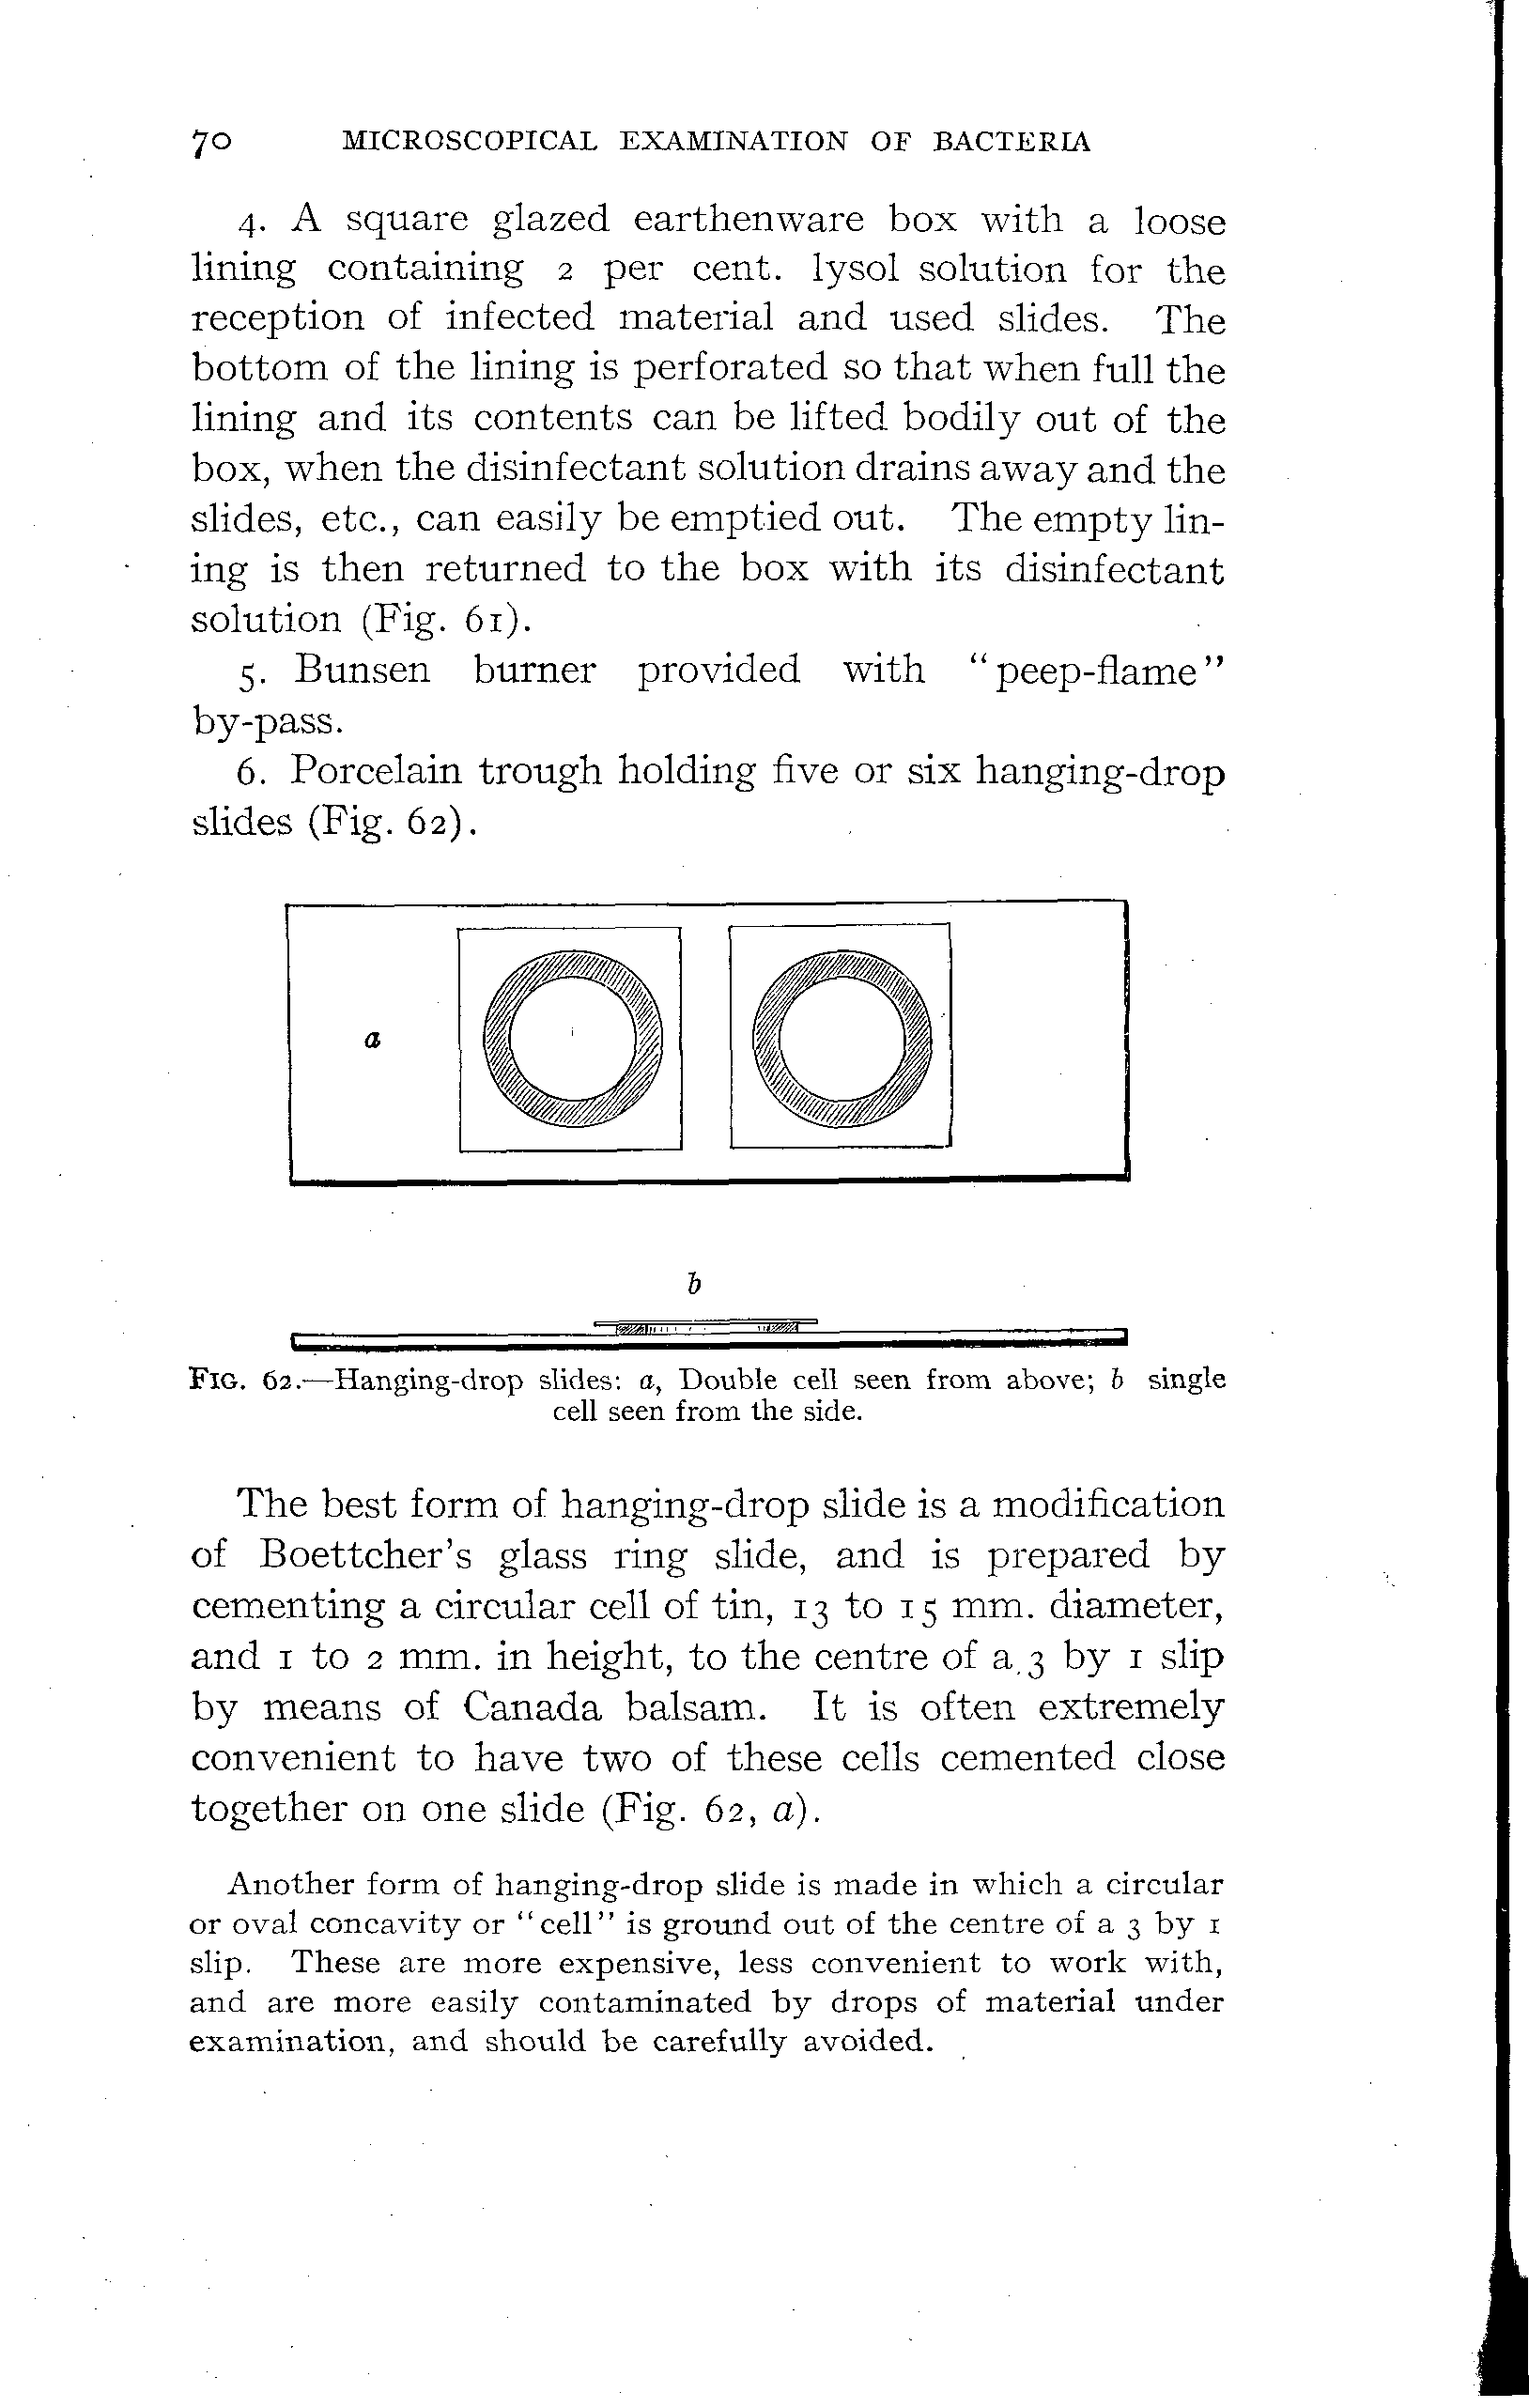 70 MICROSCOPICAL EXAMINATION OF BACTERIA
4. A square glazed earthenware box with a loose
lining containing 2 per cent. lysol solution for the
reception of infected material and used slides. The
bottom of the lining is perforated so that when full the
lining and its contents can be lifted bodily out of the
box, when the disinfectant solution drains away and the
slides, etc., can easily be emptied out. The empty lin-
ing is then returned to the box with its disinfectant
solution (Fig. 61).
5. Bunsen burner provided with "peep-flame"
by-pass.
6. Porcelain trough holding five or six hanging-drop
slides (Fig. 62).
a
b
FIG. 62.—Hanging-drop slides: a, Double cell seen from above; b single
cell seen from the side.
The best form of hanging-drop slide is a modification
of Boettcher's glass ring slide, and is prepared by
cementing a circular cell of tin, 13 to 15 mm. diameter,
and 1 to 2 mm. in height, to the centre of a 3 by 1 slip
by means of Canada balsam. It is often extremely
convenient to have two of these cells cemented close
together on one slide (Fig. 62, a).
Another form of hanging-drop slide is made in which a circular
or oval concavity or "cell" is ground out of the centre of a 3 by 1
slip. These are more expensive, less convenient to work with,
and are more easily contaminated by drops of material under
examination, and should be carefully avoided.